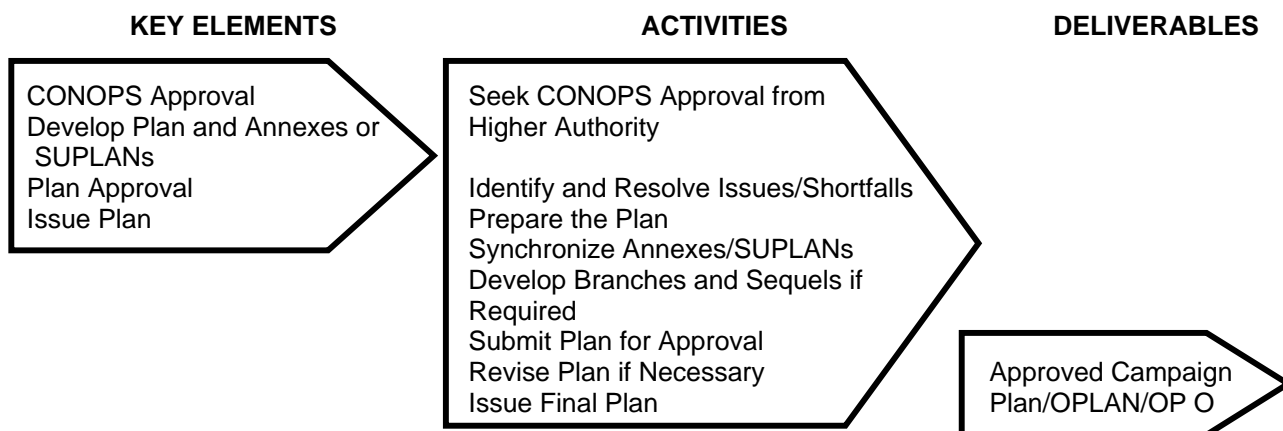 KEY ELEMENTS
ACTIVITIES
DELIVERABLES
CONOPS Approval
Develop Plan and Annexes or
SUPLANs
Plan Approval
Issue Plan
Seek CONOPS Approval from
Higher Authority
Identify and Resolve Issues/Shortfalls
Prepare the Plan
Synchronize Annexes/SUPLANs
Develop Branches and Sequels if
Required
Submit Plan for Approval
Revise Plan if Necessary
Issue Final Plan
Approved Campaign
Plan/OPLAN/OP O